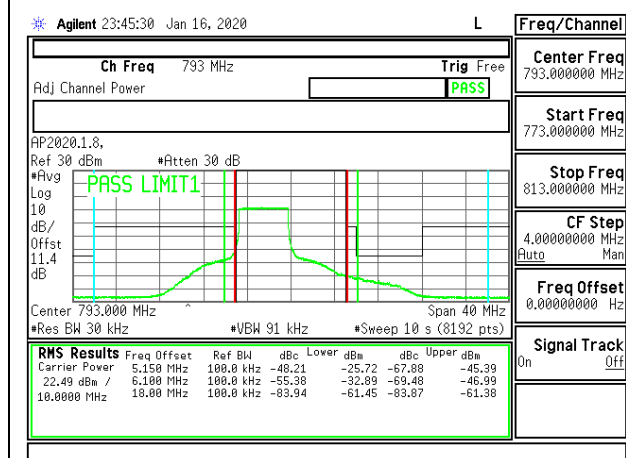 Agilent 23:45:30 Jan 16, 2020 L
Freq/Channel
Ch Freq 793 MHz Trig Free
Adj Channel Power PASS
Center Freq
793.000000 MHz
Start Freq
773.000000 MHz
Stop Freq
813.000000 MHz
CF Step
4.00000000 MHz
Auto Man
Freq Offset
0.00000000 Hz
Signal Track
On Off
AP2020.1.8,
Ref 30 dBm #Atten 30 dB
#Avg
Log
10
dB/
Offst
11.4
dB
PASS LIMIT1
Center 793.000 MHz Span 40 MHz
#Res BW 30 kHz #VBW 91 kHz #Sweep 10 s (8192 pts)
RMS Results Freq Offset Ref BW dBc Lower dBm dBc Upper dBm
Carrier Power 5.150 MHz 100.0 kHz -48.21 -25.72 -67.88 -45.39
22.49 dBm / 6.100 MHz 100.0 kHz -55.38 -32.89 -69.48 -46.99
10.0000 MHz 18.00 MHz 100.0 kHz -83.94 -61.45 -83.87 -61.38